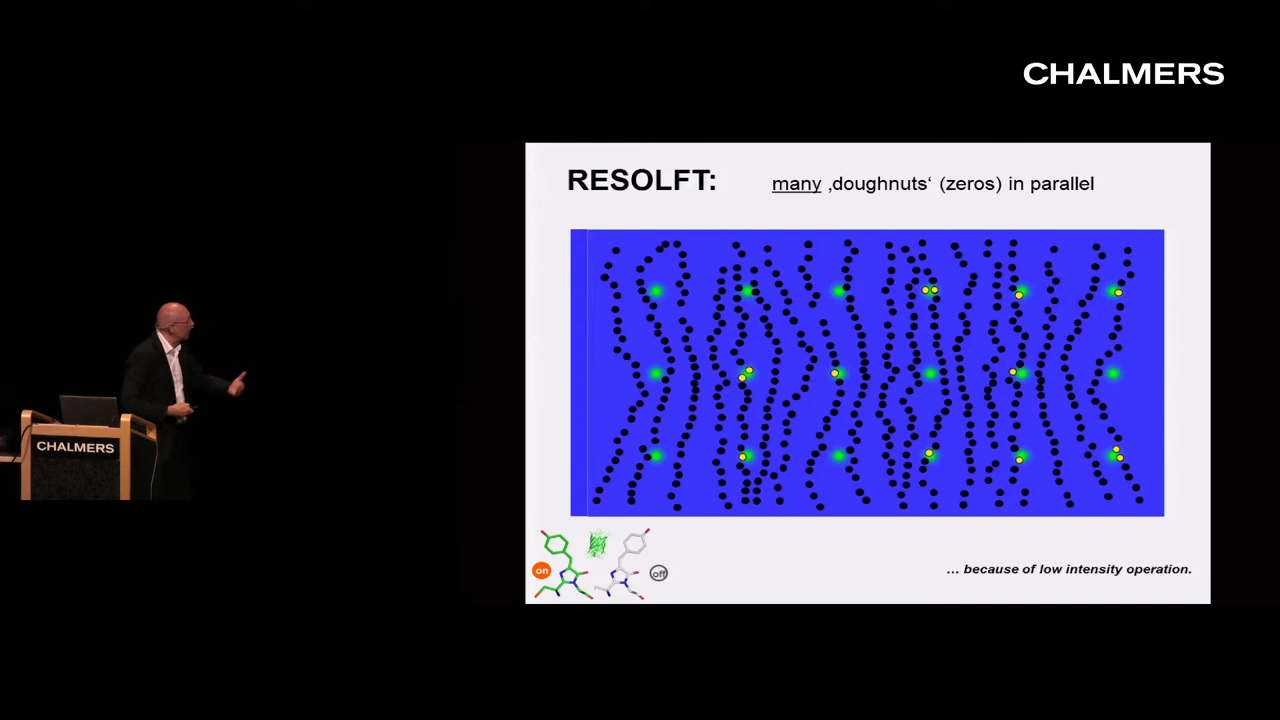 CHALMERS
RESOLFT: many ‚doughnuts‘ (zeros) in parallel
CHALMERS
on
off
... because of low intensity operation.